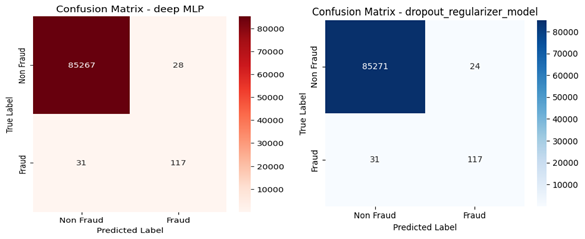 Confusion Matrix - deep MLP
True Label
Non Fraud
Fraud
85267
28
31
117
Non Fraud
Fraud
Predicted Label
80000
70000
60000
50000
40000
30000
20000
10000
Confusion Matrix - dropout_regularizer_model
True Label
Non Fraud
Fraud
85271
24
31
117
Non Fraud
Fraud
Predicted Label
80000
70000
60000
50000
40000
30000
20000
10000